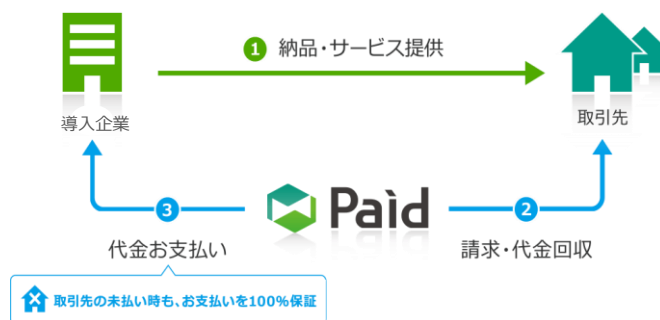 1 納品・サービス提供
導入企業
取引先
3
Paid
2
代金お支払い
請求・代金回収
取引先の未払い時も、お支払いを100%保証